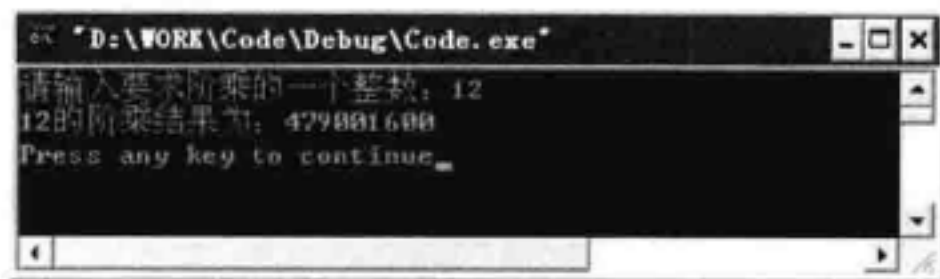 "D:\WORK\Code\Debug\Code.exe"
请输入要求阶乘的一个整数：12
12的阶乘结果为：479001600
Press any key to continue